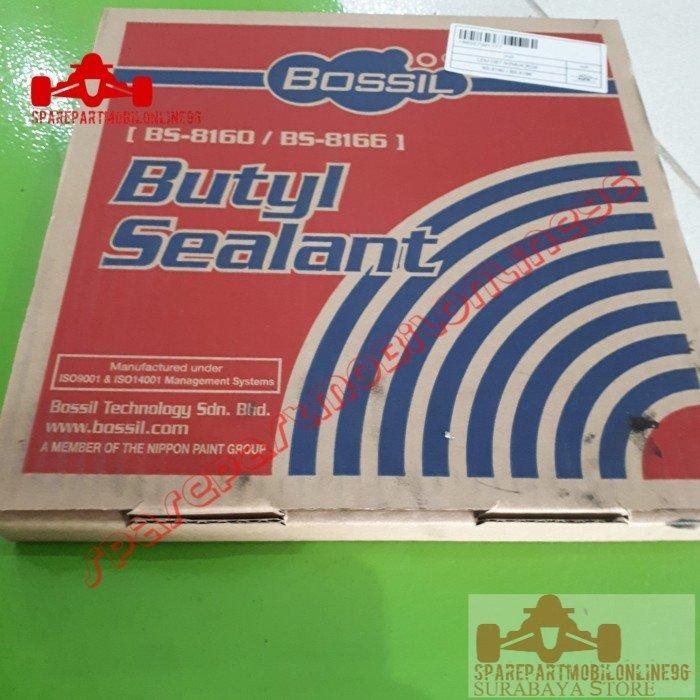 SPAREPARTMOBILONLINE96
BOSSIL
[ BS-8160 / BS-8166 ]
Butyl
Sealant
sparepartmobilonline96
Manufactured under
ISO9001 & ISO14001 Management Systems
Bossil Technology Sdn. Bhd.
www.bossil.com
A MEMBER OF THE NIPPON PAINT GROUP
SPAREPARTMOBILONLINE96
SURABAYA STORE